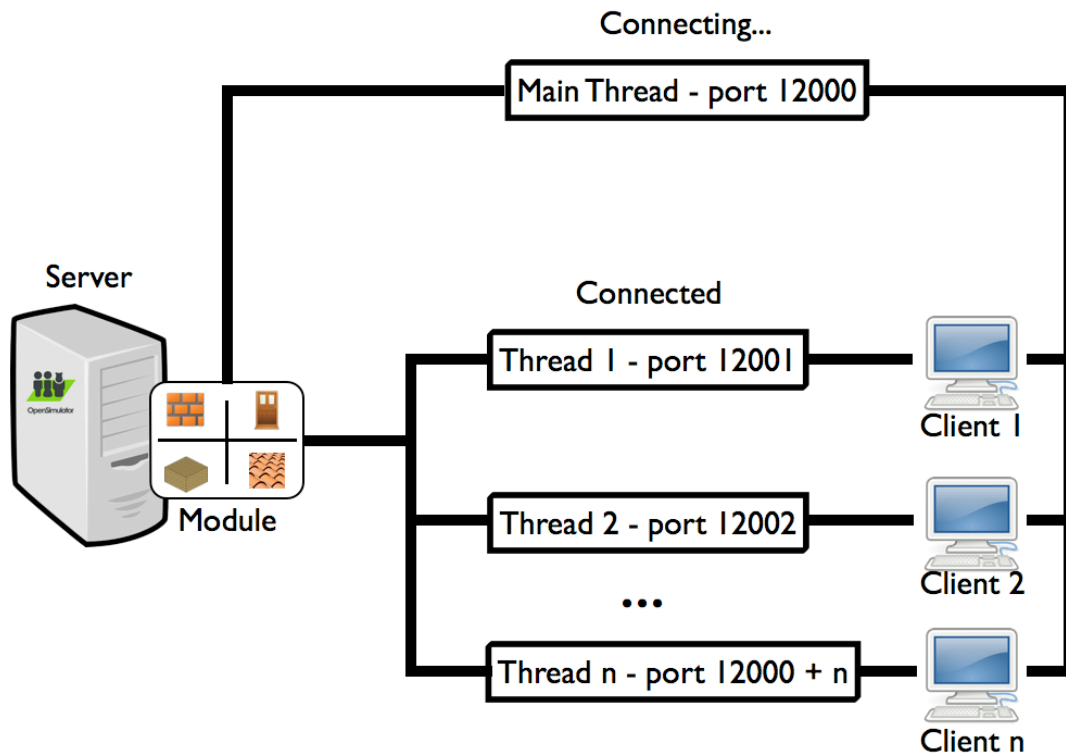 Connecting...
Main Thread - port 12000
Server
Connected
Thread 1 - port 12001
OpenSimulator
Client 1
Module
Thread 2 - port 12002
Client 2
...
Thread n - port 12000 + n
Client n